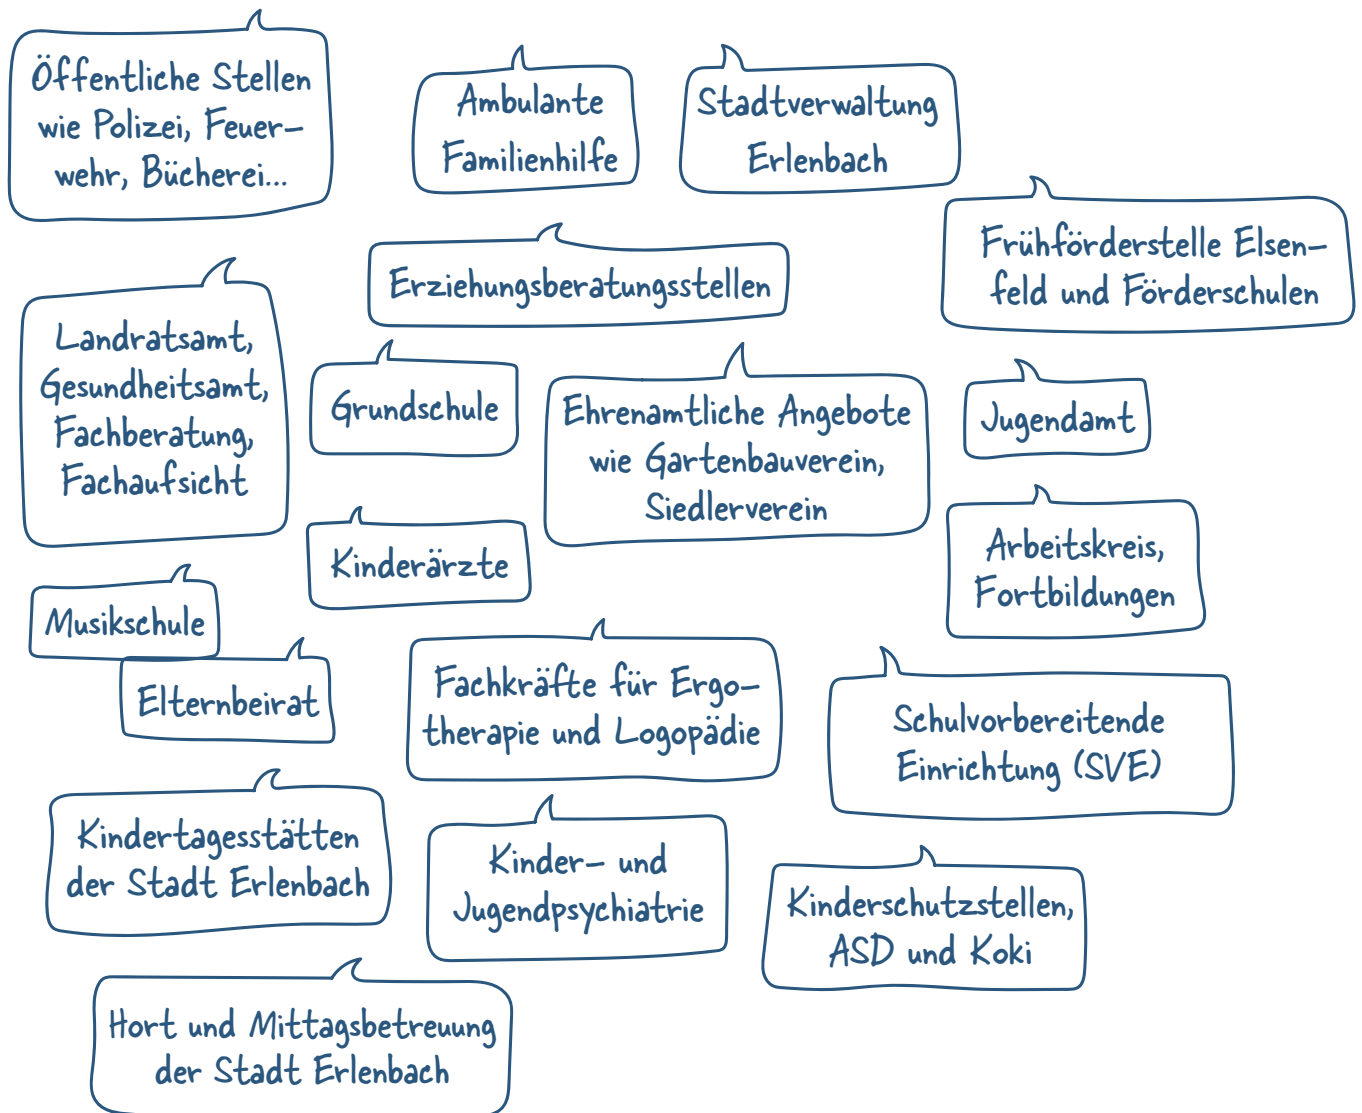 Öffentliche Stellen
wie Polizei, Feuer–
wehr, Bücherei...
Ambulante
Familienhilfe
Stadtverwaltung
Erlenbach
Frühförderstelle Elsen–
feld und Förderschulen
Erziehungsberatungsstellen
Landratsamt,
Gesundheitsamt,
Fachberatung,
Fachaufsicht
Grundschule
Ehrenamtliche Angebote
wie Gartenbauverein,
Siedlerverein
Jugendamt
Kinderärzte
Arbeitskreis,
Fortbildungen
Musikschule
Elternbeirat
Fachkräfte für Ergo–
therapie und Logopädie
Schulvorbereitende
Einrichtung (SVE)
Kindertagesstätten
der Stadt Erlenbach
Kinder– und
Jugendpsychiatrie
Kinderschutzstellen,
ASD und Koki
Hort und Mittagsbetreuung
der Stadt Erlenbach